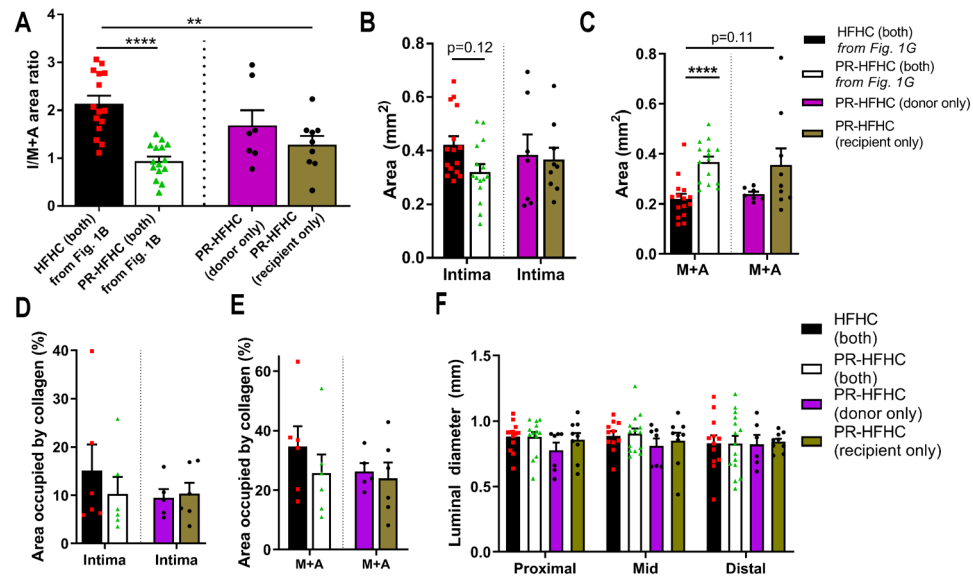 A
I/M+A area ratio
4
3
2
1
0
**
****
HFHC (both)
from Fig. 1B
PR-HFHC (both)
from Fig. 1B
PR-HFHC
(donor only)
PR-HFHC
(recipient only)
B
Area (mm2)
0.8
0.6
0.4
0.2
0.0
p=0.12
Intima
Intima
C
Area (mm2)
0.8
0.6
0.4
0.2
0.0
p=0.11
****
M+A
M+A
HFHC (both)
from Fig. 1G
PR-HFHC (both)
from Fig. 1G
PR-HFHC (donor only)
PR-HFHC
(recipient only)
D
Area occupied by collagen (%)
40
30
20
10
0
Intima
Intima
E
Area occupied by collagen (%)
60
40
20
0
M+A
M+A
F
Luminal diameter (mm)
1.5
1.0
0.5
0.0
Proximal
Mid
Distal
HFHC
(both)
PR-HFHC
(both)
PR-HFHC
(donor only)
PR-HFHC
(recipient only)